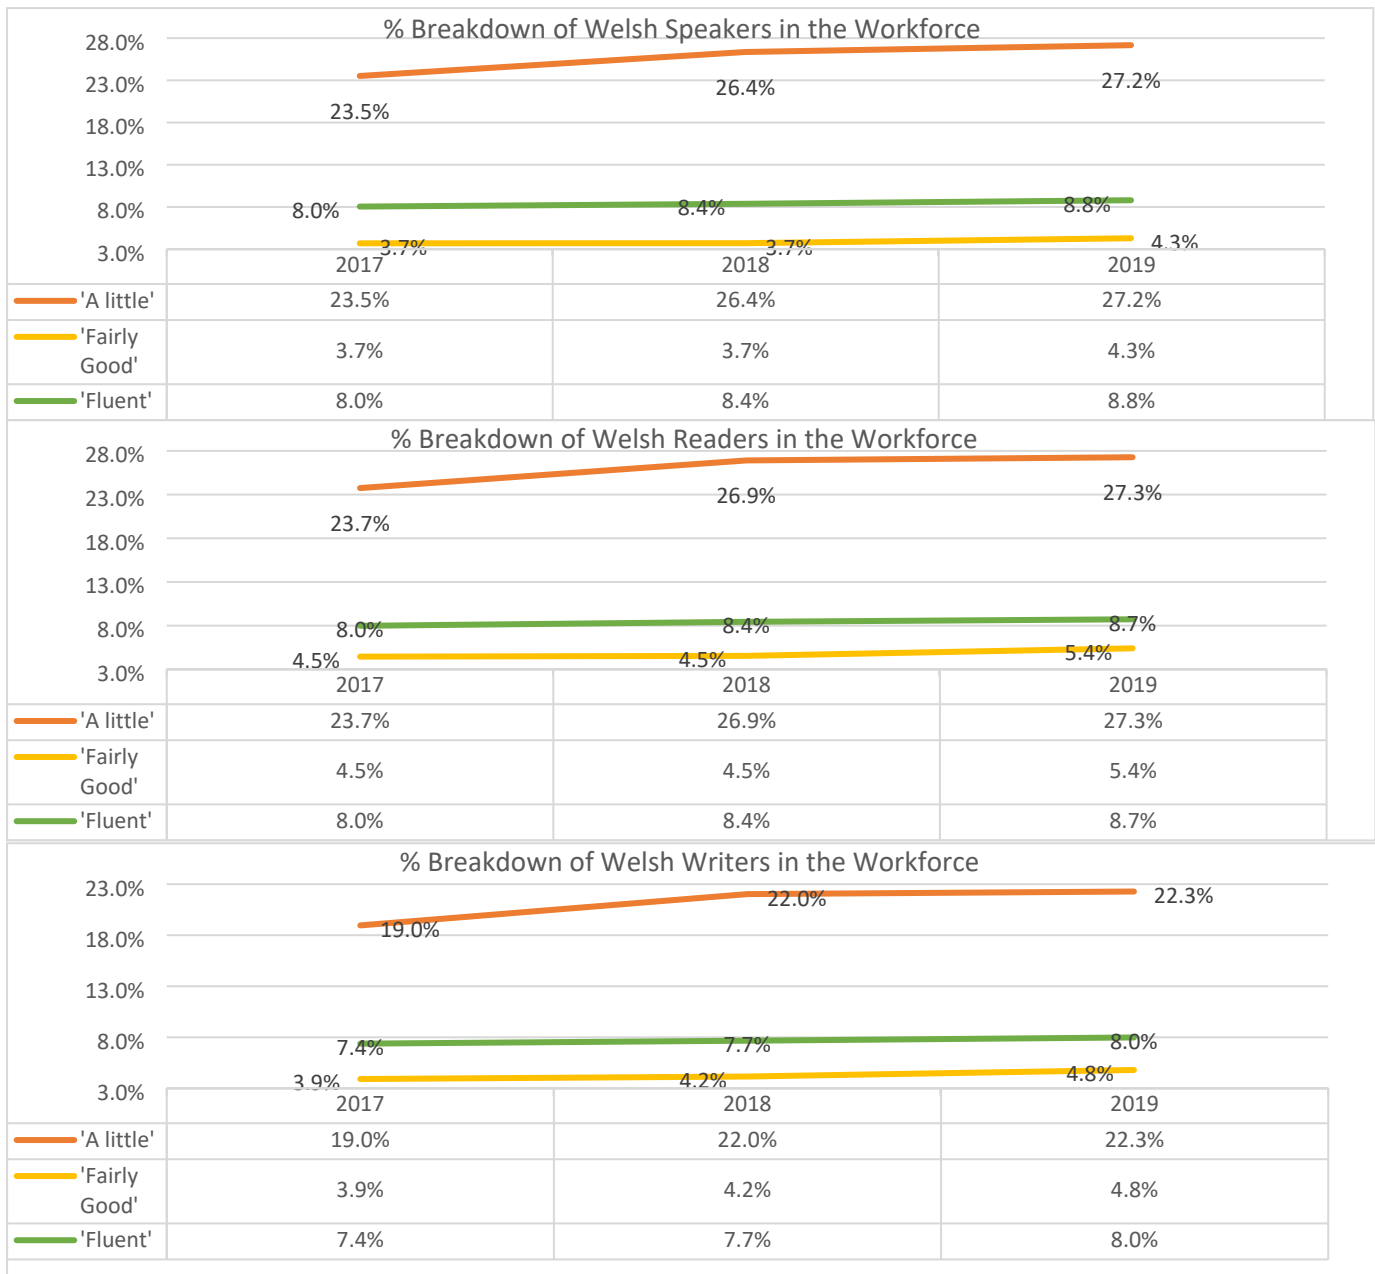 % Breakdown of Welsh Speakers in the Workforce
28.0%
23.0%
18.0%
13.0%
8.0%
3.0%
23.5%
26.4%
27.2%
8.0%
8.4%
8.8%
3.7%
3.7%
4.3%
2017 2018 2019
'A little' 23.5% 26.4% 27.2%
'Fairly
Good' 3.7% 3.7% 4.3%
'Fluent' 8.0% 8.4% 8.8%
% Breakdown of Welsh Readers in the Workforce
28.0%
23.0%
18.0%
13.0%
8.0%
3.0%
23.7%
26.9%
27.3%
8.0%
8.4%
8.7%
4.5%
4.5%
5.4%
2017 2018 2019
'A little' 23.7% 26.9% 27.3%
'Fairly
Good' 4.5% 4.5% 5.4%
'Fluent' 8.0% 8.4% 8.7%
% Breakdown of Welsh Writers in the Workforce
23.0%
18.0%
13.0%
8.0%
3.0%
19.0%
22.0%
22.3%
7.4%
7.7%
8.0%
3.9%
4.2%
4.8%
2017 2018 2019
'A little' 19.0% 22.0% 22.3%
'Fairly
Good' 3.9% 4.2% 4.8%
'Fluent' 7.4% 7.7% 8.0%